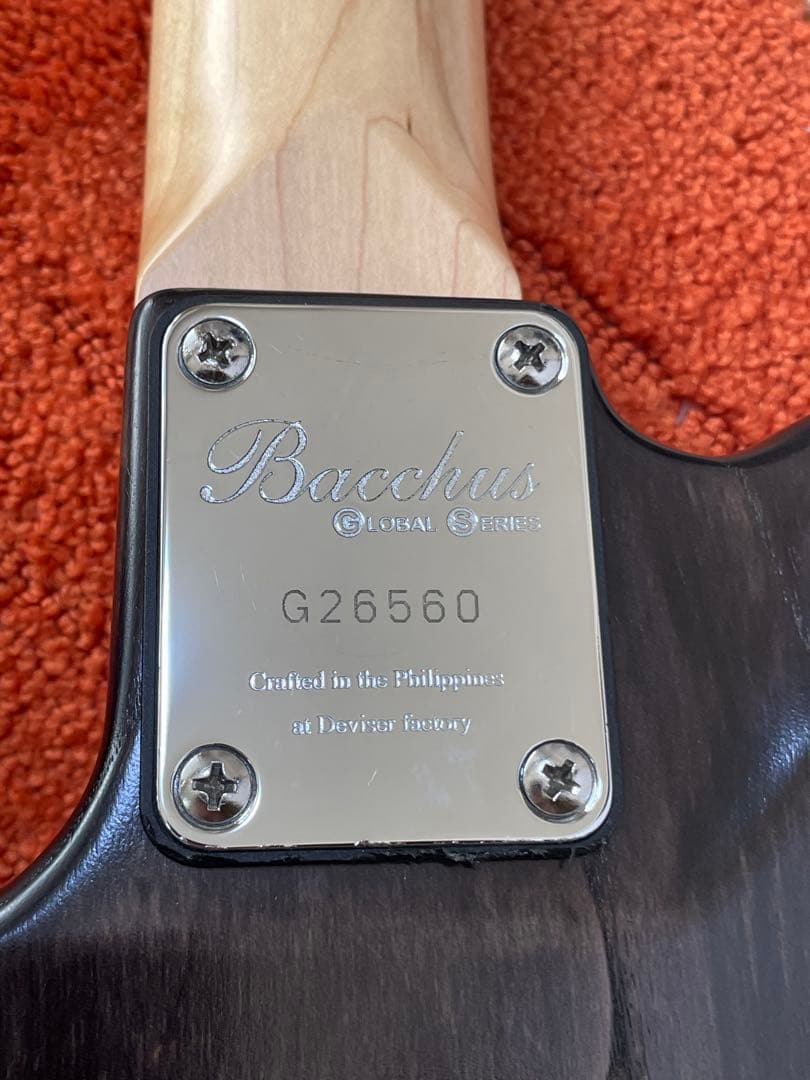 Bacchus
GLOBAL SERIES
G26560
Crafted in the Philippines
at Deviser factory